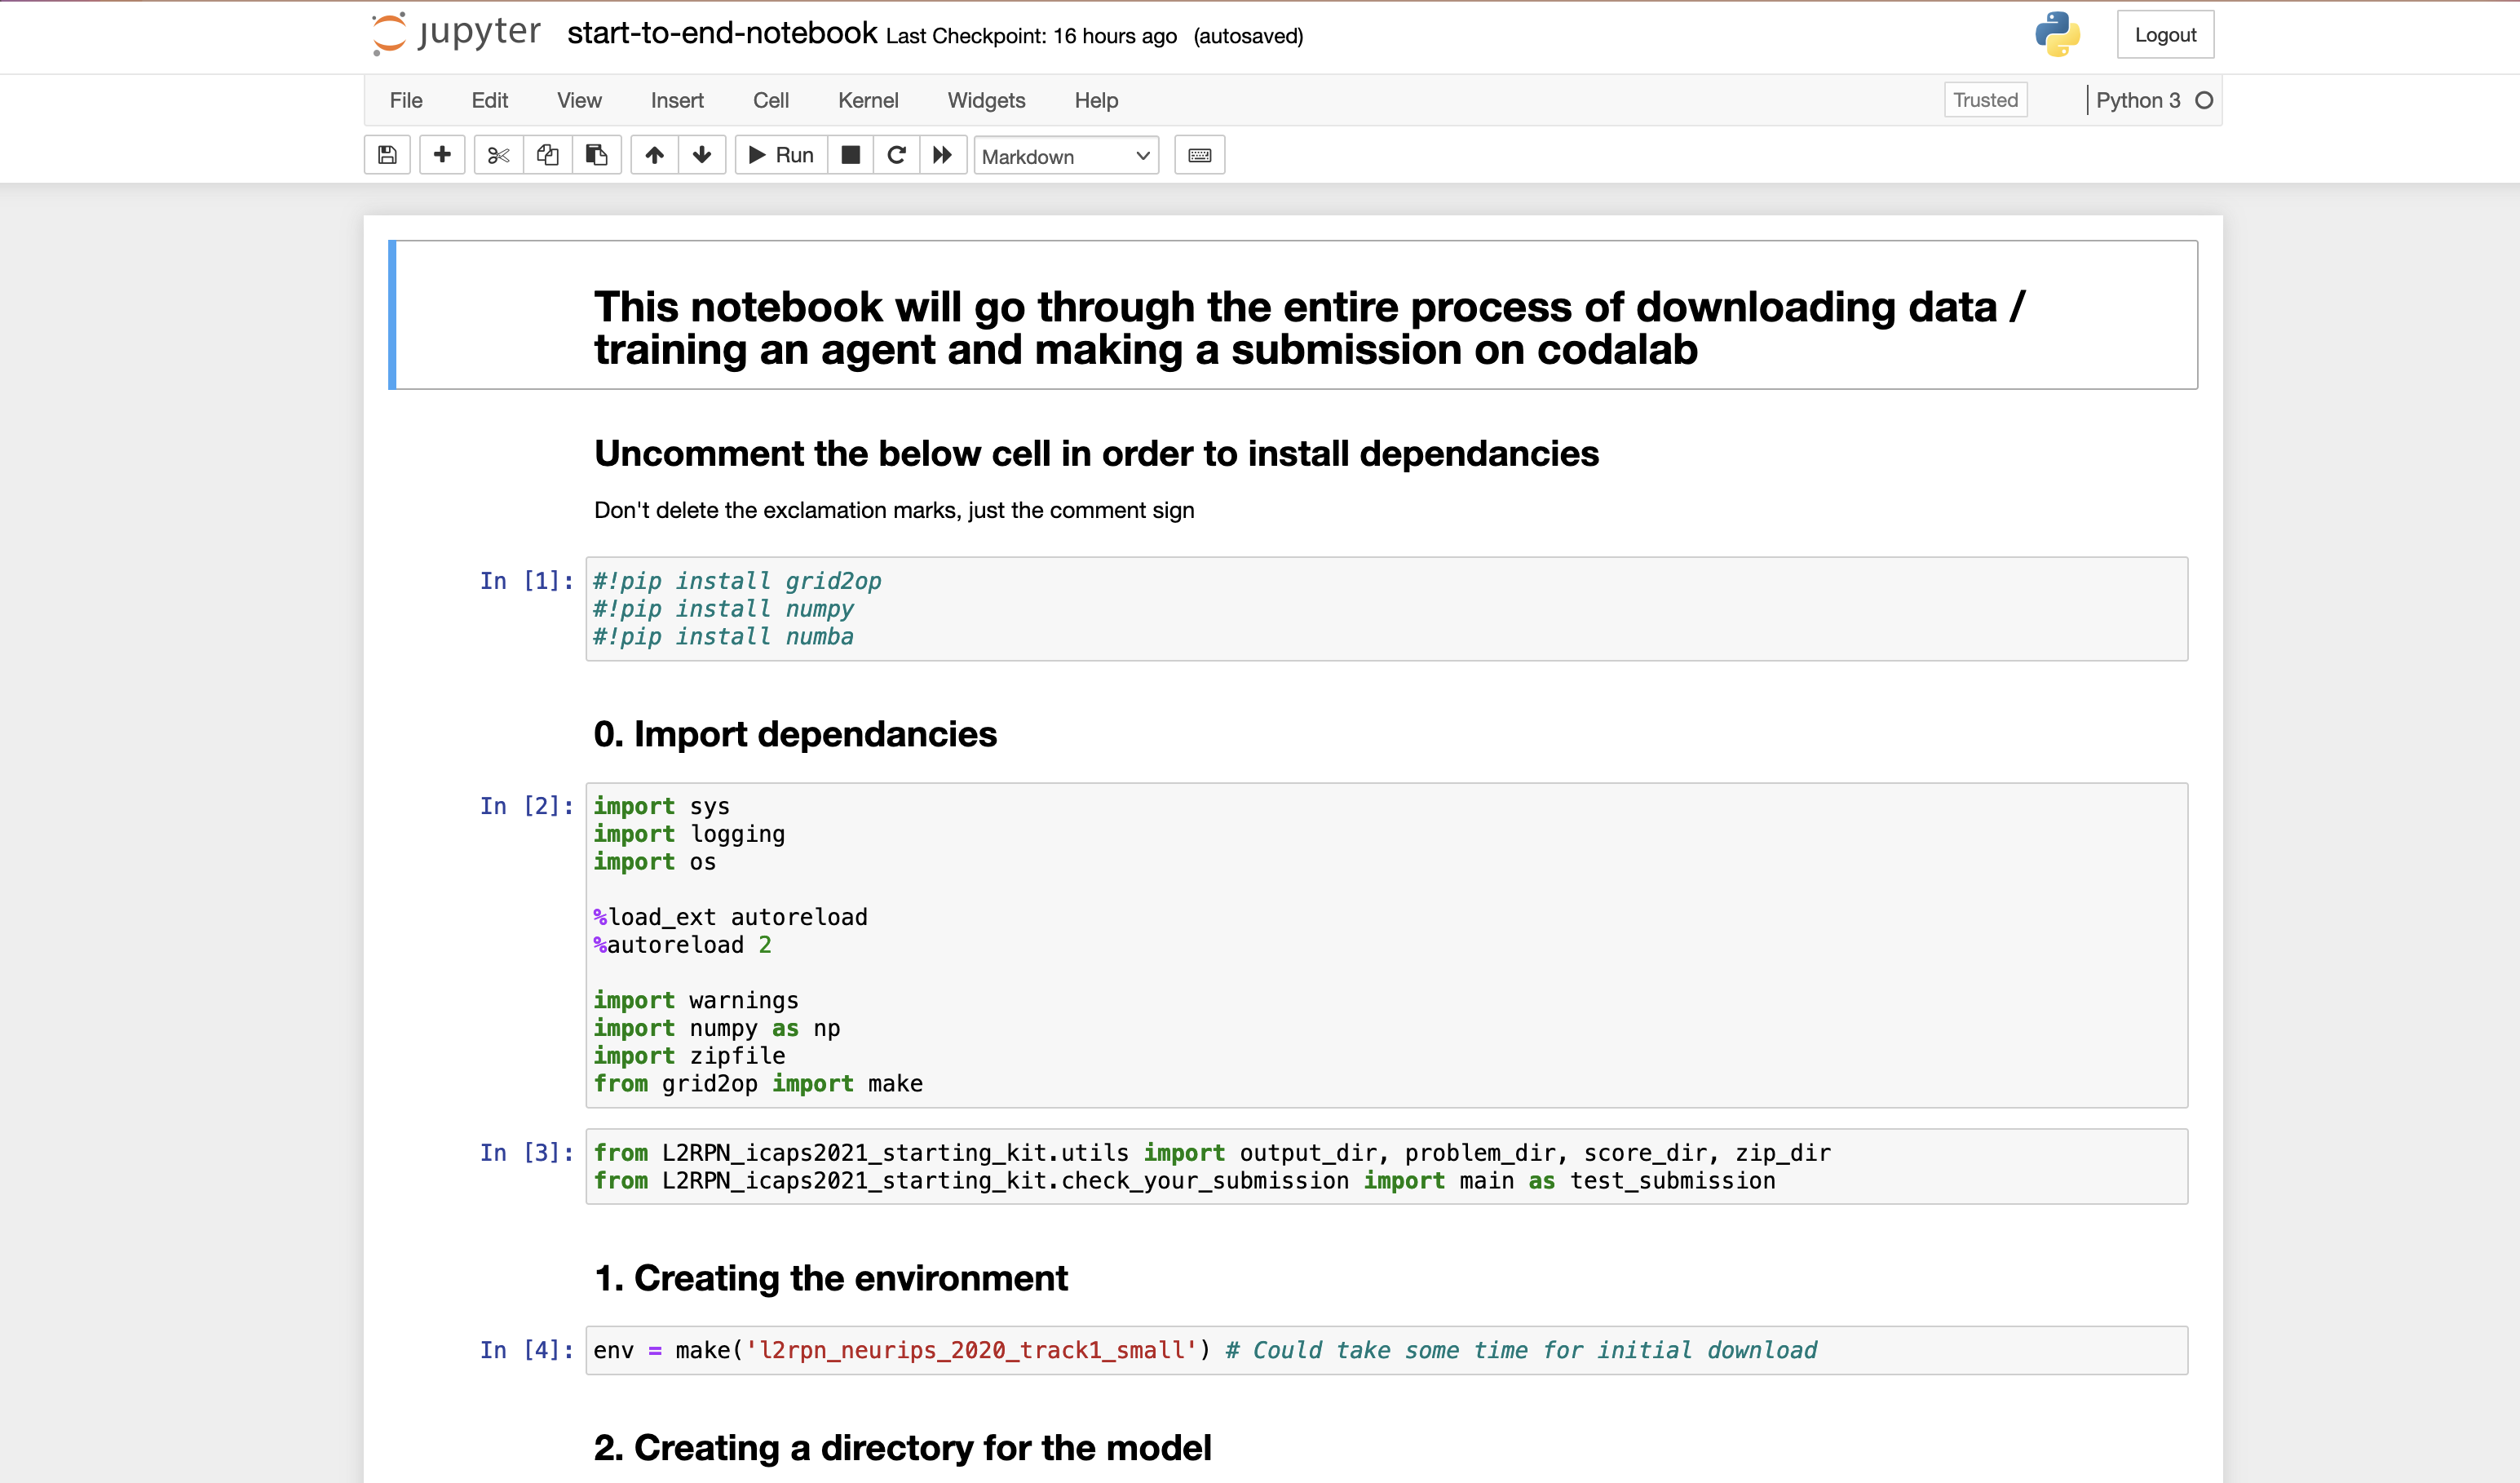 jupyter start-to-end-notebook Last Checkpoint: 16 hours ago (autosaved)
Logout
File Edit View Insert Cell Kernel Widgets Help
Trusted
Python 3
Run
Markdown
This notebook will go through the entire process of downloading data /
training an agent and making a submission on codalab
Uncomment the below cell in order to install dependancies
Don't delete the exclamation marks, just the comment sign
In [1]:
#!pip install grid2op
#!pip install numpy
#!pip install numba
0. Import dependancies
In [2]:
import sys
import logging
import os
%load_ext autoreload
%autoreload 2
import warnings
import numpy as np
import zipfile
from grid2op import make
In [3]:
from L2RPN_icaps2021_starting_kit.utils import output_dir, problem_dir, score_dir, zip_dir
from L2RPN_icaps2021_starting_kit.check_your_submission import main as test_submission
1. Creating the environment
In [4]:
env = make('l2rpn_neurips_2020_track1_small') # Could take some time for initial download
2. Creating a directory for the model